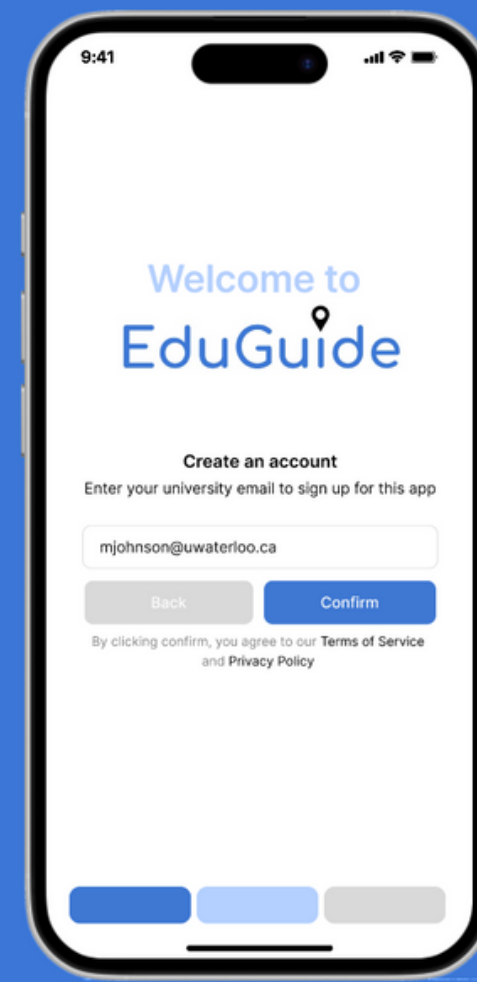 9:41
Welcome to
EduGuide
Create an account
Enter your university email to sign up for this app
mjohnson@uwaterloo.ca
Back Confirm
By clicking confirm, you agree to our Terms of Service
and Privacy Policy